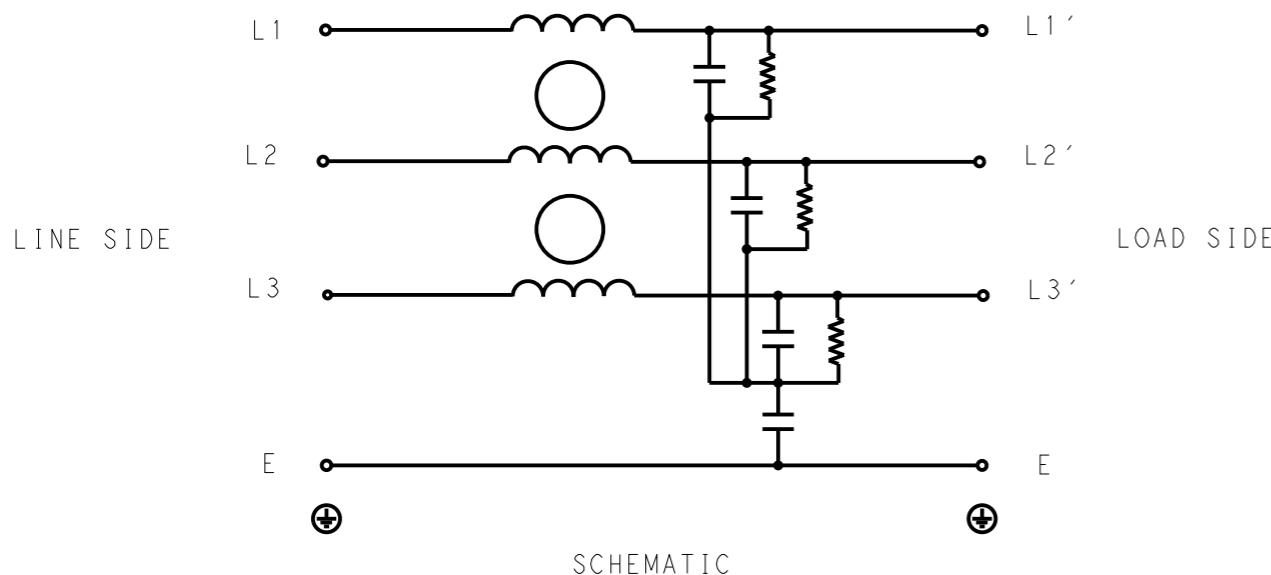 L1 L1´
L2 L2´
LINE SIDE LOAD SIDE
L3 L3´
E E
SCHEMATIC